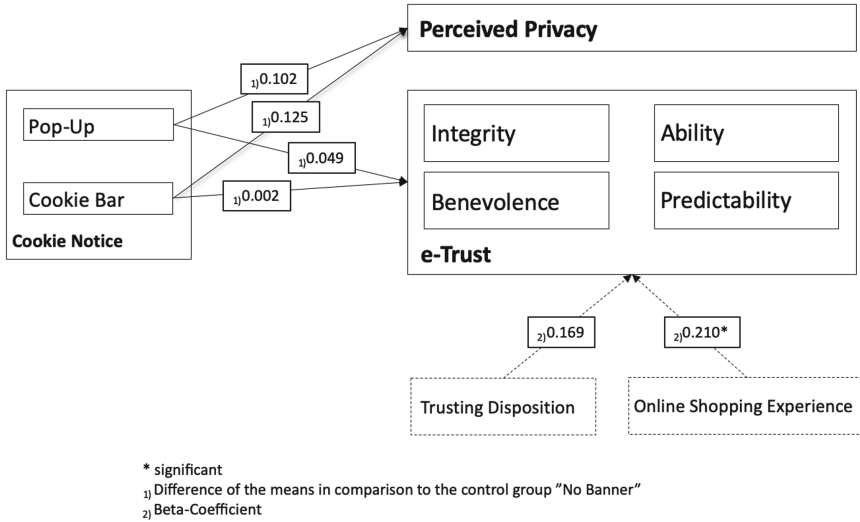 Perceived Privacy
1)0.102
1)0.125
Pop-Up
Integrity
Ability
1)0.049
Cookie Bar
1)0.002
Benevolence
Predictability
Cookie Notice
e-Trust
2)0.169
2)0.210*
Trusting Disposition
Online Shopping Experience
* significant
1) Difference of the means in comparison to the control group ”No Banner”
2) Beta-Coefficient